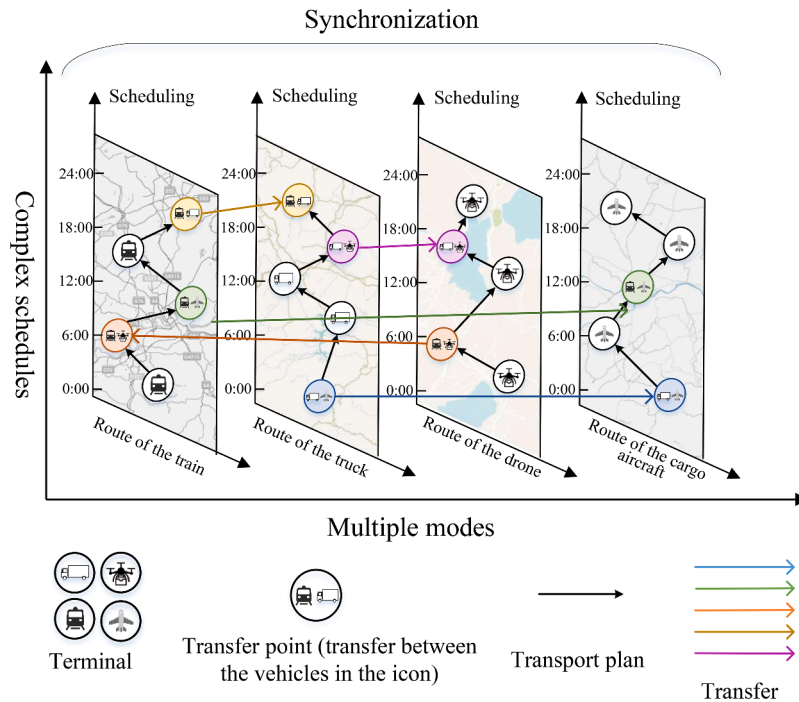 Synchronization
Complex schedules
Scheduling
24:00
18:00
12:00
6:00
0:00
Route of the train
Scheduling
24:00
18:00
12:00
6:00
0:00
Route of the truck
Scheduling
24:00
18:00
12:00
6:00
0:00
Route of the drone
Scheduling
24:00
18:00
12:00
6:00
0:00
Route of the cargo
aircraft
Multiple modes
Terminal
Transfer point (transfer between
the vehicles in the icon)
Transport plan
Transfer